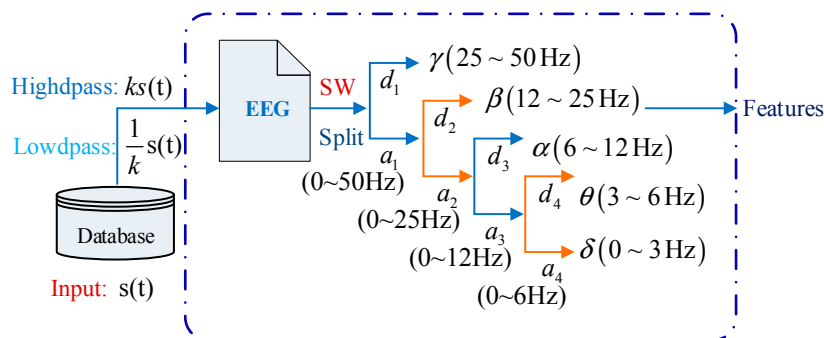 Highdpass: ks(t)
Lowdpass: 1/k s(t)
Database
Input: s(t)
EEG
SW
Split
d1
γ(25 ~ 50 Hz)
a1
(0~50Hz)
d2
β(12 ~ 25 Hz)
Features
a2
(0~25Hz)
d3
α(6 ~ 12 Hz)
a3
(0~12Hz)
d4
θ(3 ~ 6 Hz)
a4
(0~6Hz)
δ(0 ~ 3 Hz)